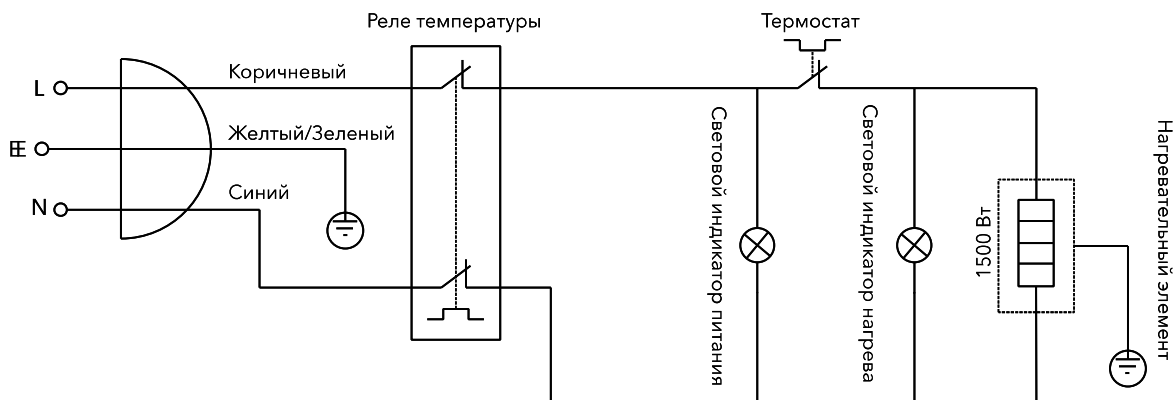 Реле температуры
Термостат
L
Коричневый
Желтый/Зеленый
N
Синий
Световой индикатор питания
Световой индикатор нагрева
1500 Вт
Нагревательный элемент